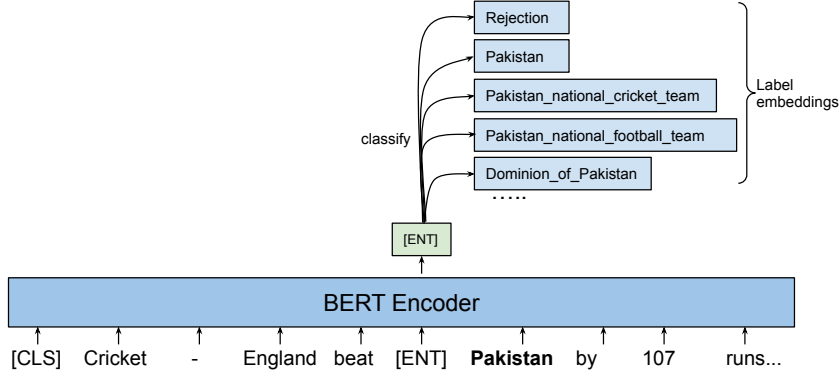 Rejection
Pakistan
Pakistan_national_cricket_team
Pakistan_national_football_team
Dominion_of_Pakistan
.....
Label
embeddings
classify
[ENT]
BERT Encoder
[CLS] Cricket - England beat [ENT] Pakistan by 107 runs...